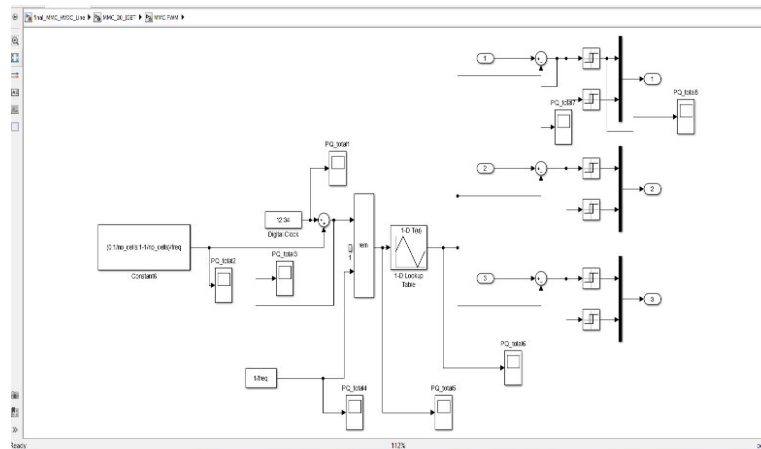 final_MMC_HVDC_Line MMC_20_IGBT MMC PWM
1
1
PQ_total7
PQ_total8
PQ_total1
2
2
12:34
Digital Clock
rem
1-D T(u)
1-D Lookup
Table
(0:1/no_cells:1-1/no_cells)/freq
Constant6
PQ_total2
PQ_total3
3
3
PQ_total6
1/freq
PQ_total4
PQ_total5
Ready
112%